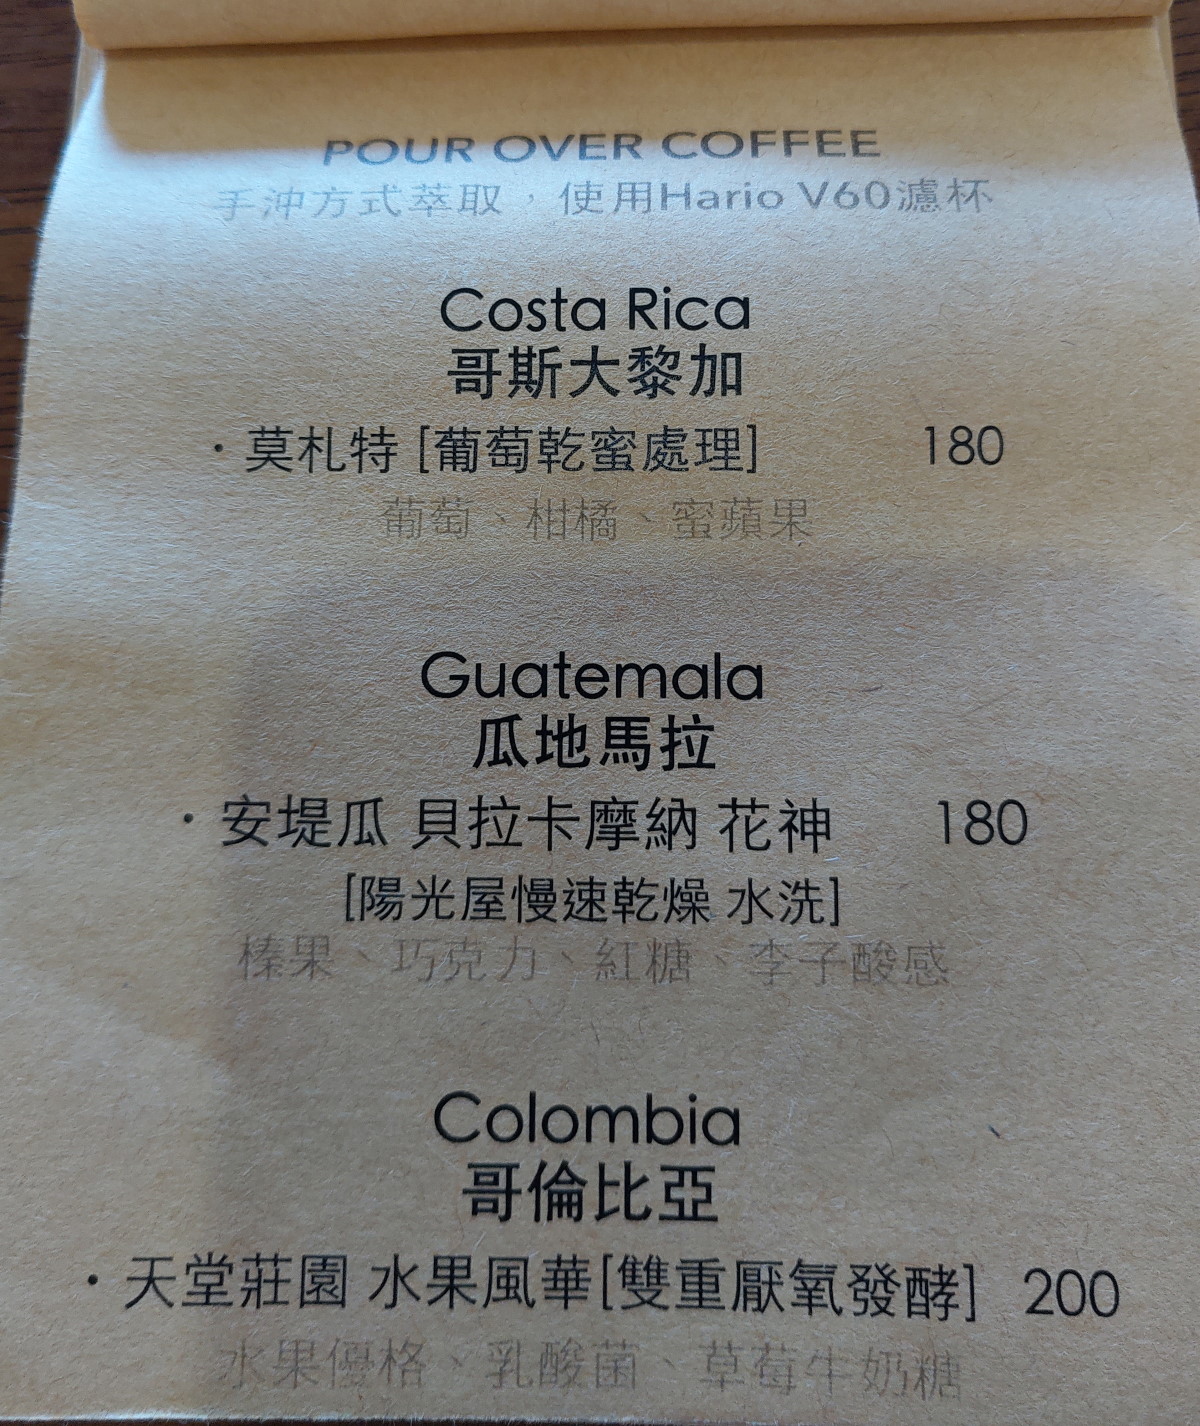 POUR OVER COFFEE
手沖方式萃取，使用Hario V60濾杯
Costa Rica
哥斯大黎加
・莫札特 [葡萄乾蜜處理] 180
葡萄、柑橘、蜜蘋果
Guatemala
瓜地馬拉
・安堤瓜 貝拉卡摩納 花神 180
[陽光屋慢速乾燥 水洗]
榛果、巧克力、紅糖、李子酸感
Colombia
哥倫比亞
・天堂莊園 水果風華[雙重厭氧發酵] 200
水果優格、乳酸菌、草莓牛奶糖